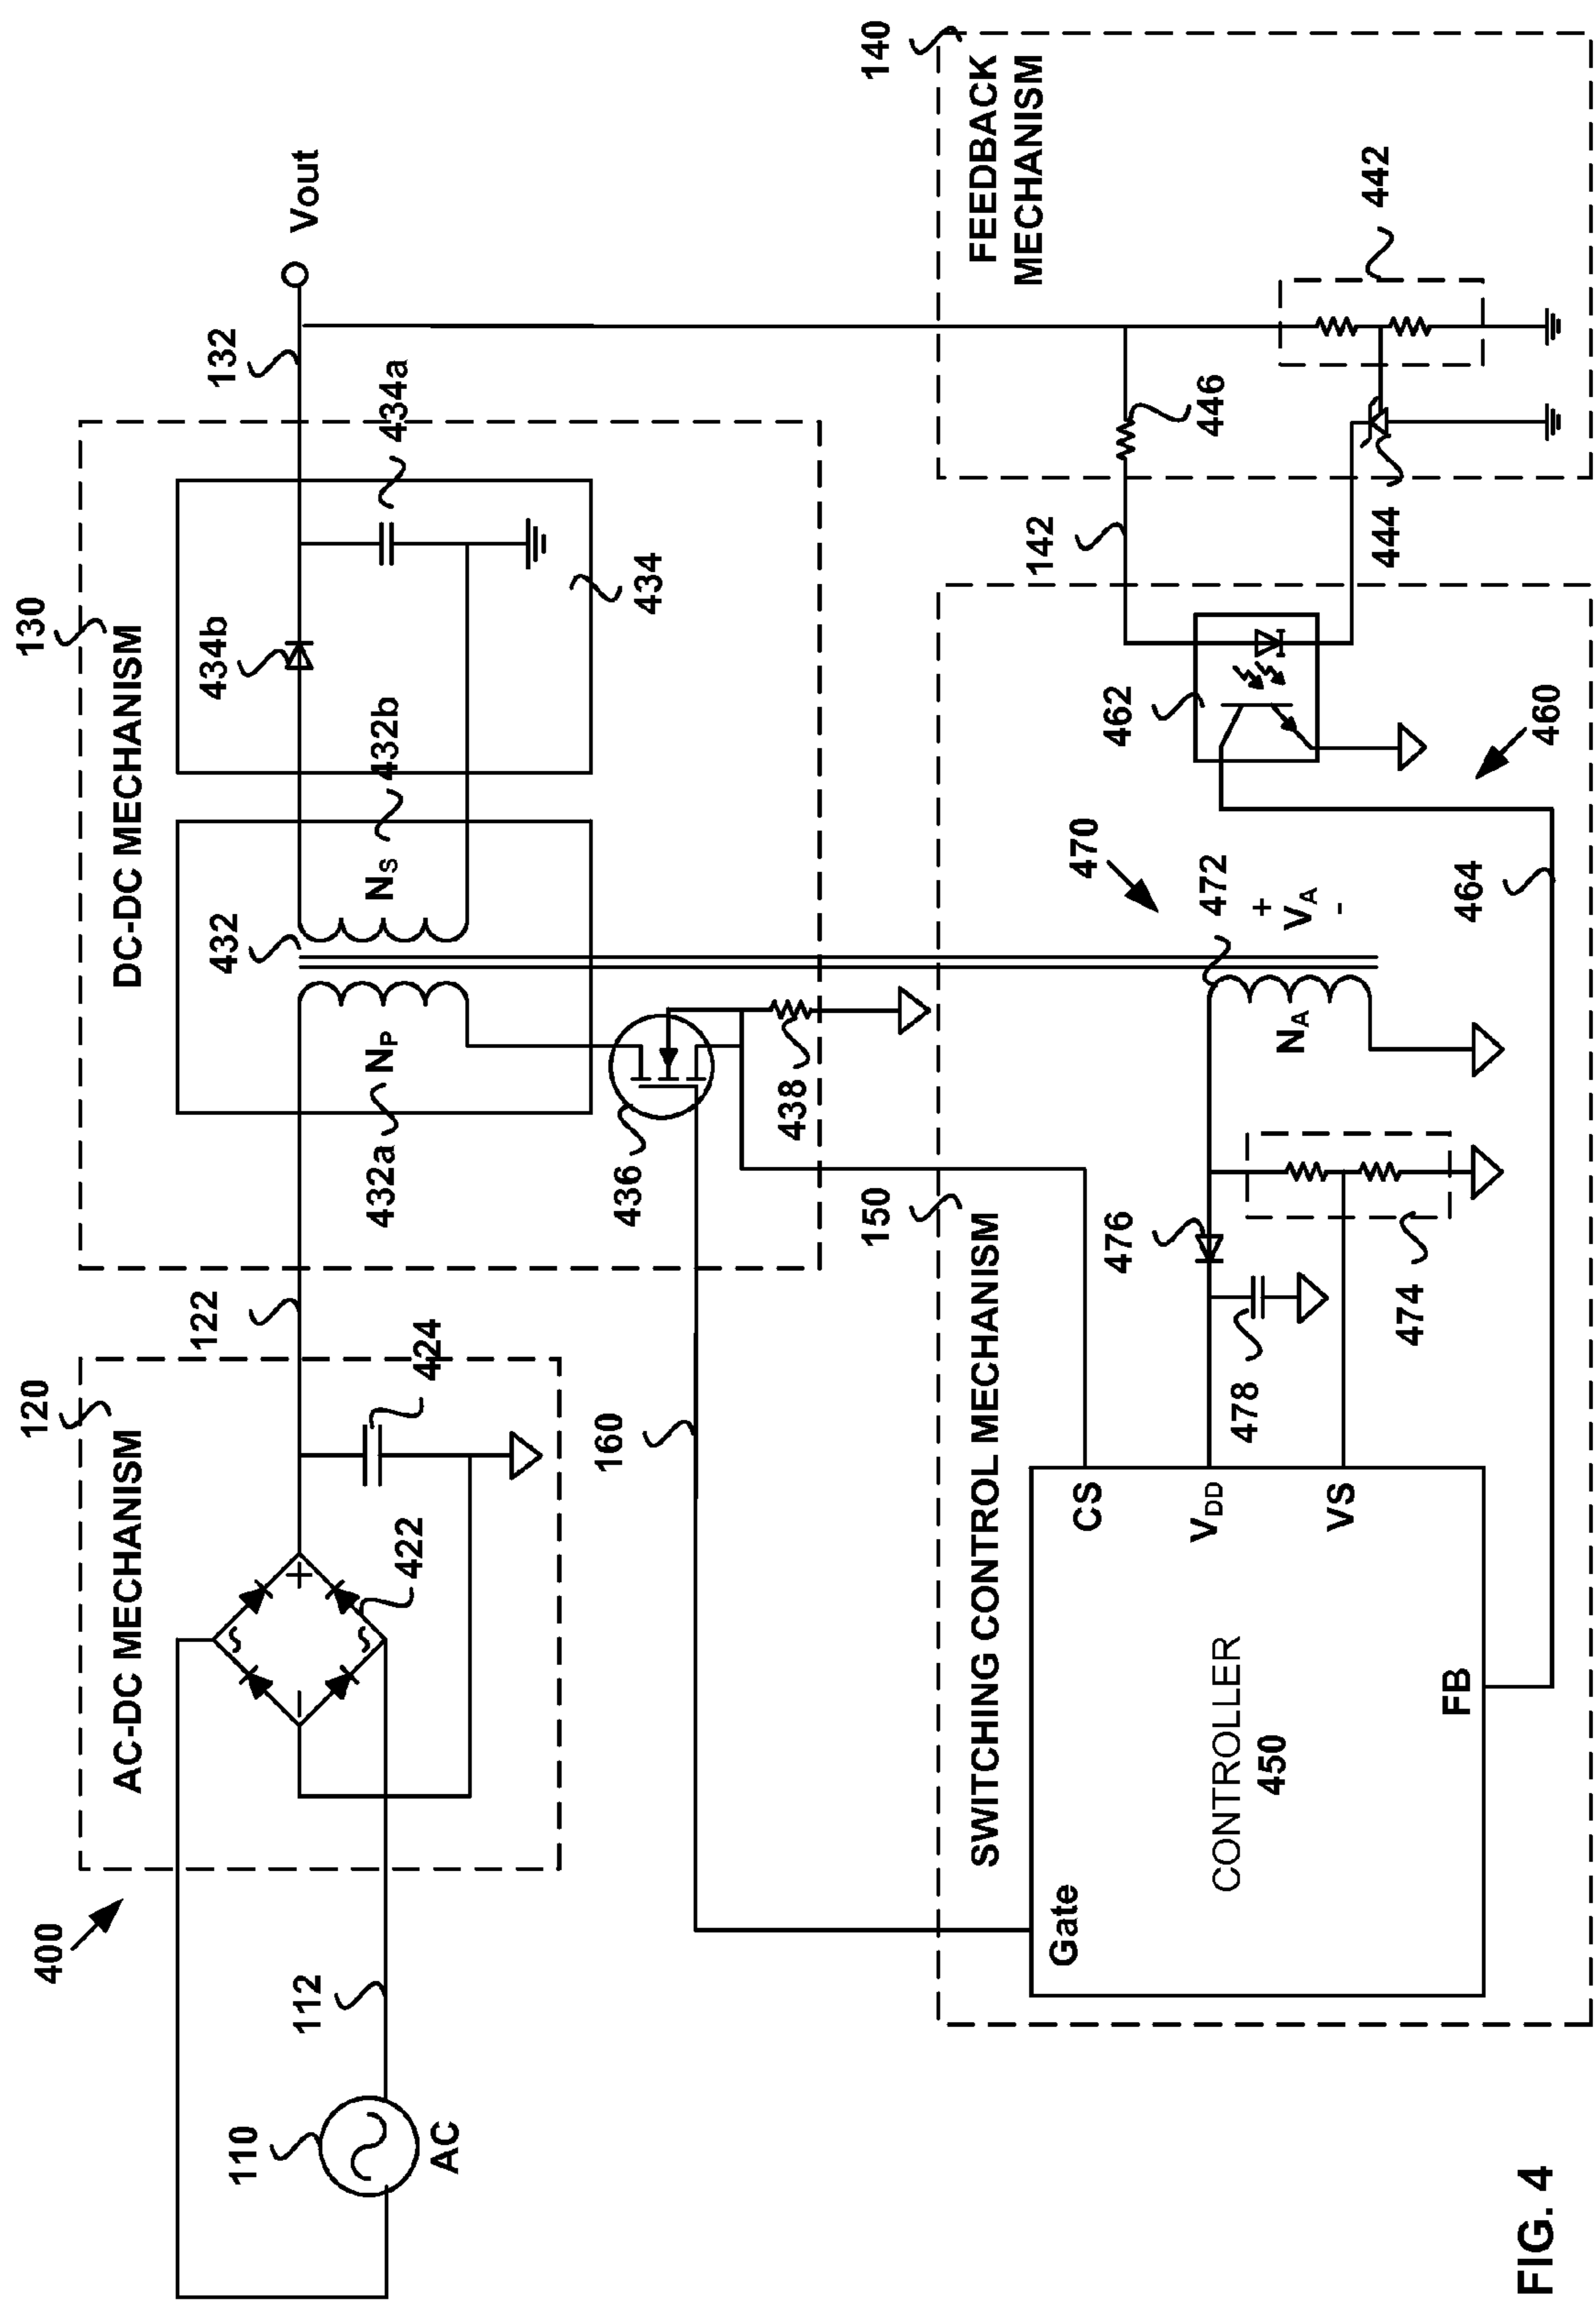 400
110
AC
112
120
AC-DC MECHANISM
422
424
122
130
DC-DC MECHANISM
432
432a
NP
NS
432b
434b
434a
434
436
438
132
Vout
160
150
SWITCHING CONTROL MECHANISM
Gate
CONTROLLER
450
CS
VDD
VS
FB
476
478
474
470
472
+
VA
-
NA
462
460
464
142
140
FEEDBACK
MECHANISM
446
444
442
FIG. 4